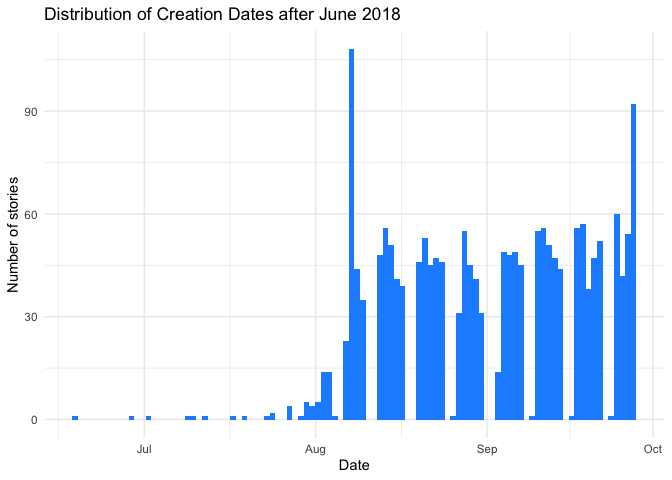 Distribution of Creation Dates after June 2018
Number of stories
90
60
30
0
Jul
Aug
Sep
Oct
Date